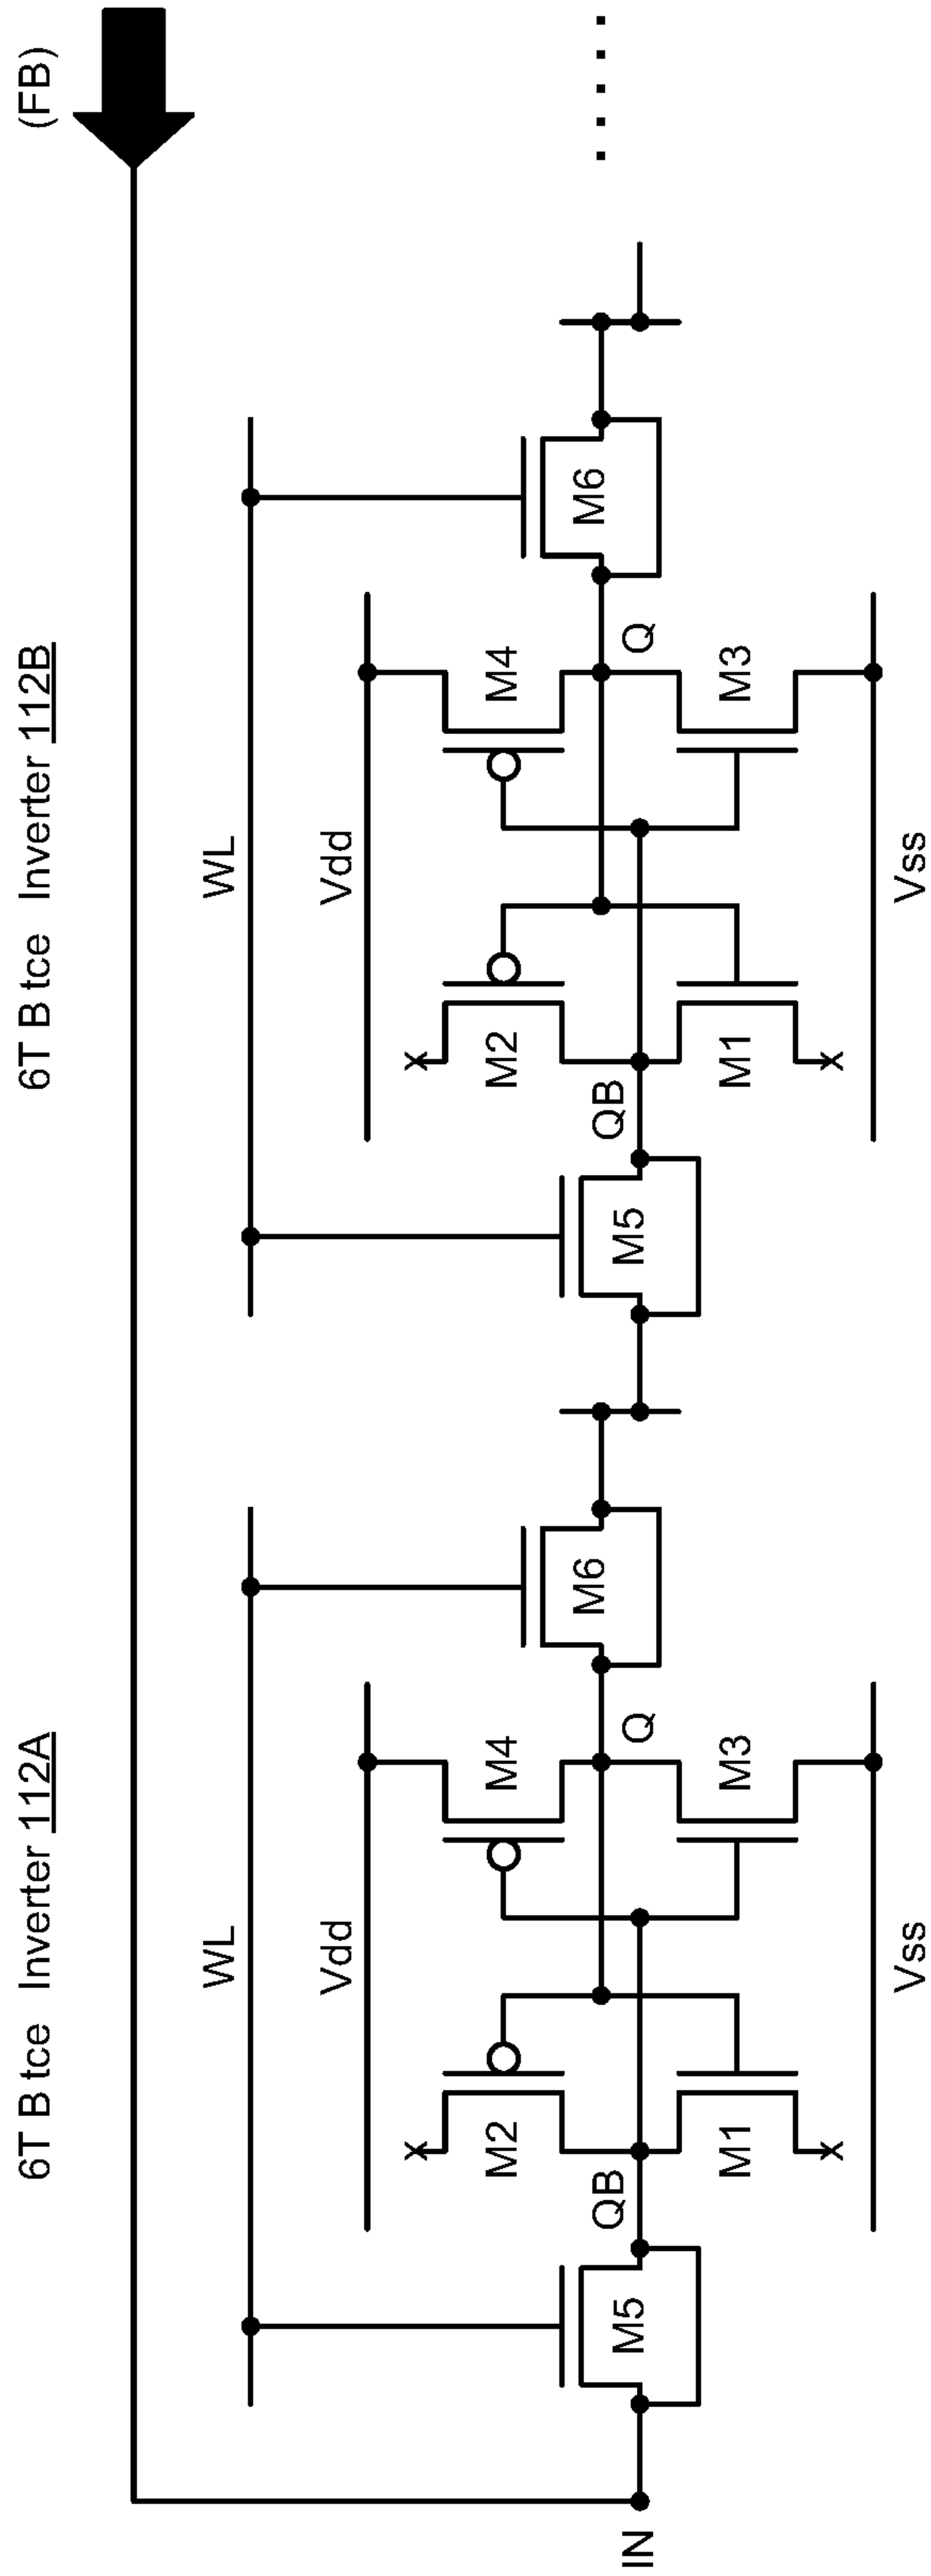 (FB)
6T B tce Inverter 112A
6T B tce Inverter 112B
WL
WL
Vdd
Vdd
M2
M4
M2
M4
M6
M6
QB
QB
IN
M5
Q
M5
Q
M1
M3
M1
M3
Vss
Vss